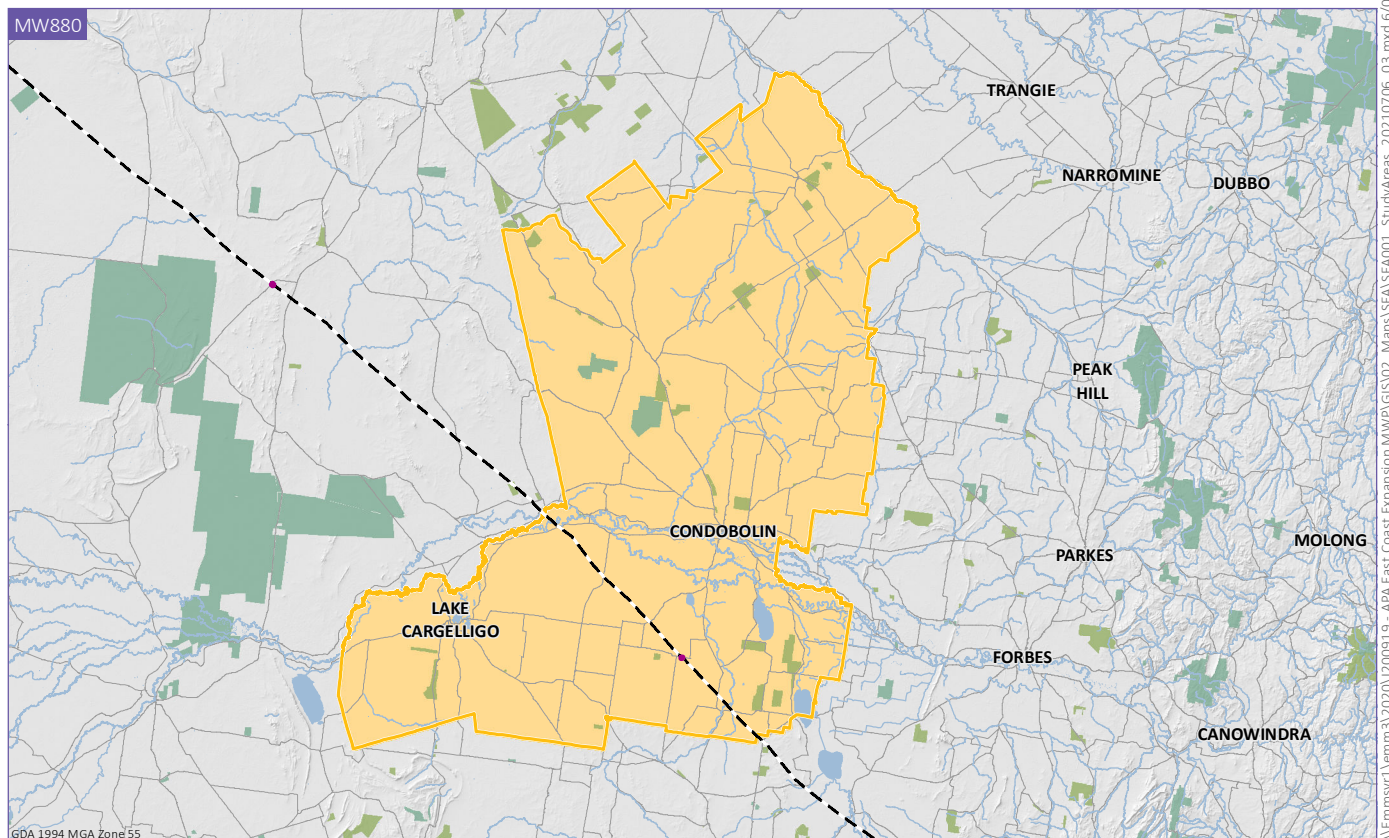 MW880
TRANGIE
NARROMINE
DUBBO
PEAK
HILL
CONDOBOLIN
PARKES
MOLONG
LAKE
CARGELLIGO
FORBES
CANOWINDRA
GDA 1994 MGA Zone 55